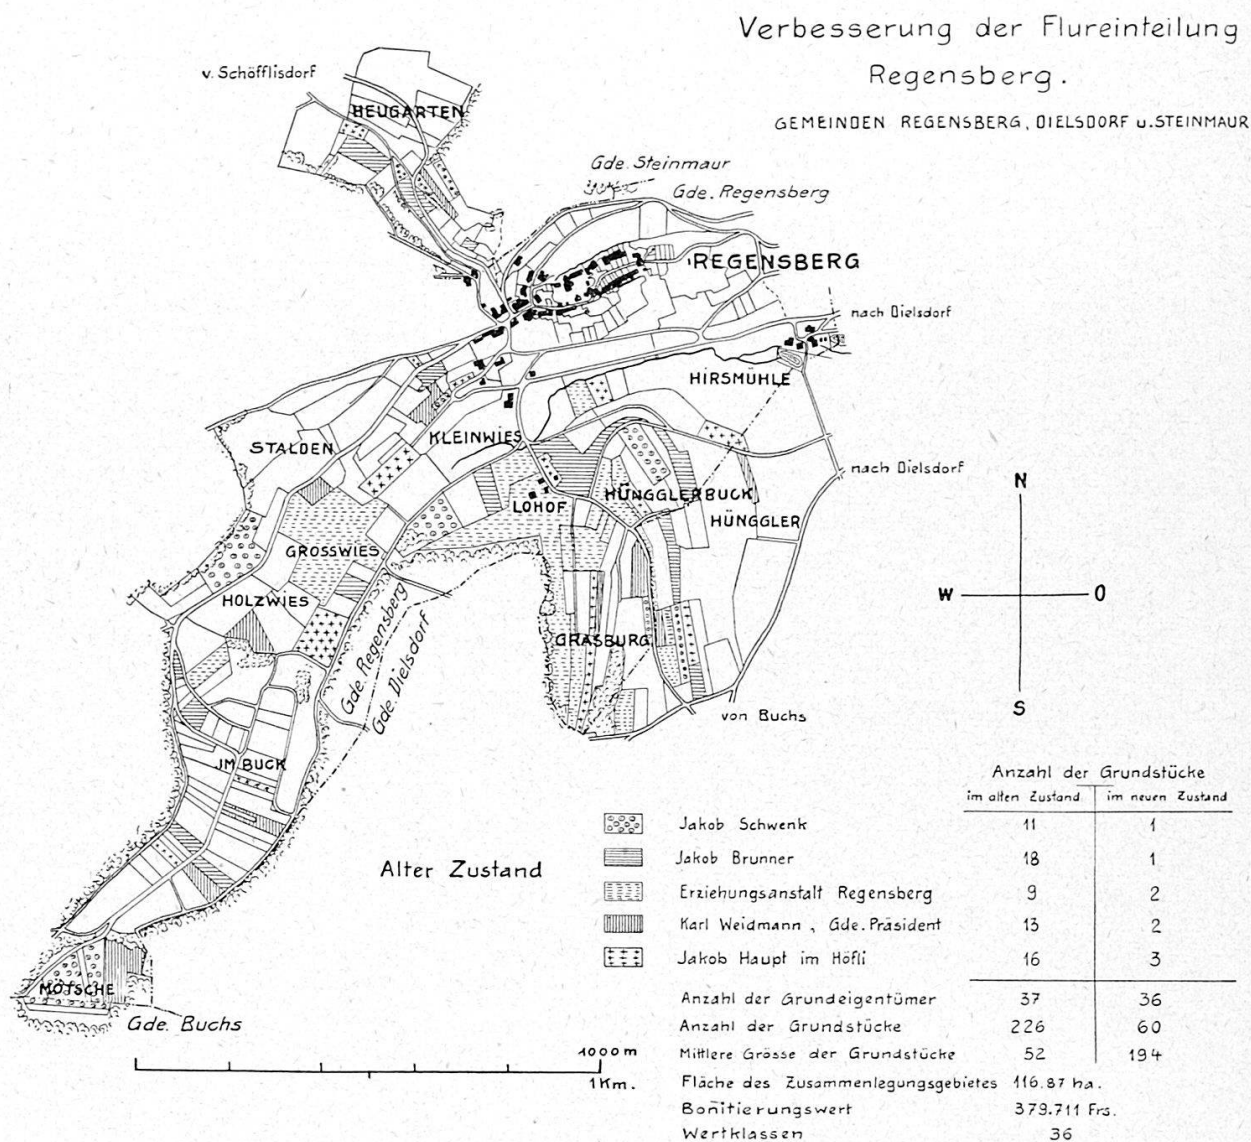 Verbesserung der Flureinteilung
Regensberg.
GEMEINDEN REGENSBERG, DIELSDORF u. STEINMAUR
v. Schöfflisdorf
HEUGARTEN
Gde. Steinmaur
Gde. Regensberg
REGENSBERG
nach Dielsdorf
HIRSMÜHLE
STALDEN
KLEINWIES
nach Dielsdorf
LOHOF
HÜNGGLERBUCK
HÜNGGLER
GROSSWIES
HOLZWIES
GRASBURG
Gde. Regensberg
Gde. Dielsdorf
von Buchs
IM BUCK
MÖTSCHE
Gde. Buchs
N
W
O
S
Alter Zustand
1000 m
1 Km.
Anzahl der Grundstücke
im alten Zustand im neuen Zustand
Jakob Schwenk 11 1
Jakob Brunner 18 1
Erziehungsanstalt Regensberg 9 2
Karl Weidmann, Gde. Präsident 13 2
Jakob Haupt im Höfli 16 3
Anzahl der Grundeigentümer 37 36
Anzahl der Grundstücke 226 60
Mittlere Grösse der Grundstücke 52 194
Fläche des Zusammenlegungsgebietes 116.87 ha.
Bonitierungswert 379.711 Frs.
Wertklassen 36